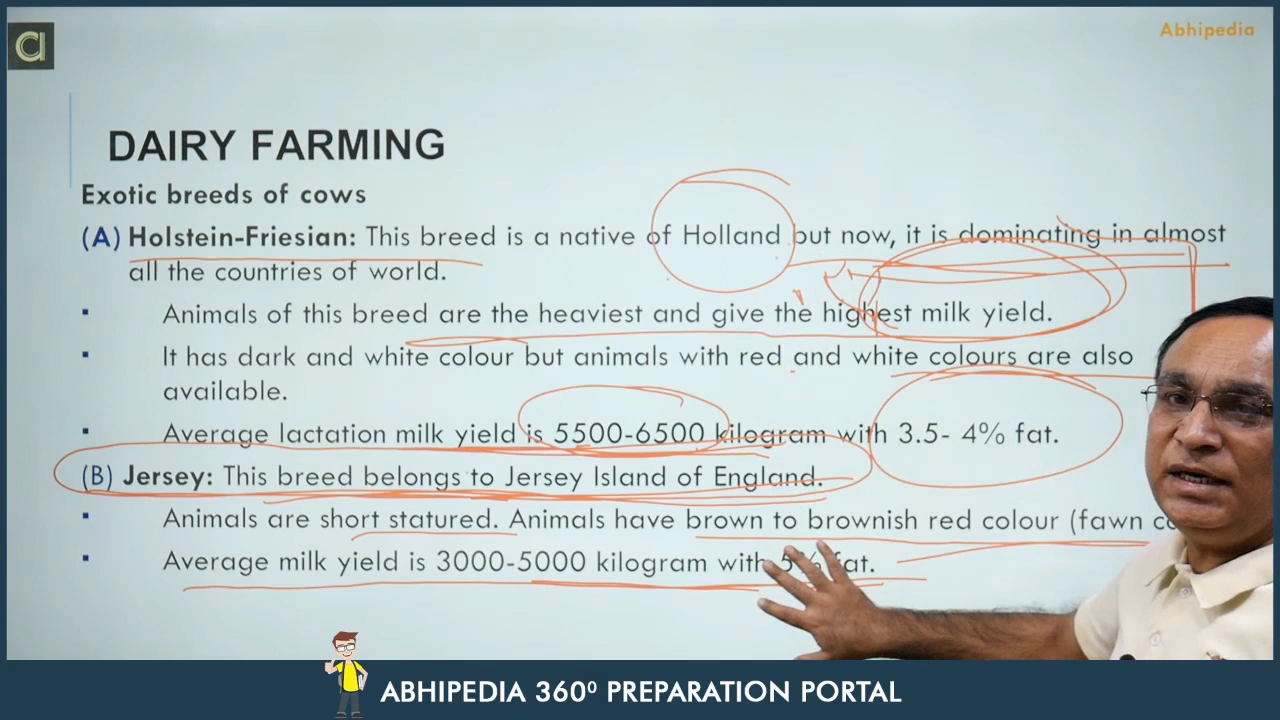 Abhipedia
DAIRY FARMING
Exotic breeds of cows
(A) Holstein-Friesian: This breed is a native of Holland but now, it is dominating in almost
all the countries of world.
▪ Animals of this breed are the heaviest and give the highest milk yield.
▪ It has dark and white colour but animals with red and white colours are also
available.
▪ Average lactation milk yield is 5500-6500 kilogram with 3.5- 4% fat.
(B) Jersey: This breed belongs to Jersey Island of England.
▪ Animals are short statured. Animals have brown to brownish red colour (fawn
▪ Average milk yield is 3000-5000 kilogram with 5% fat.
ABHIPEDIA 360⁰ PREPARATION PORTAL